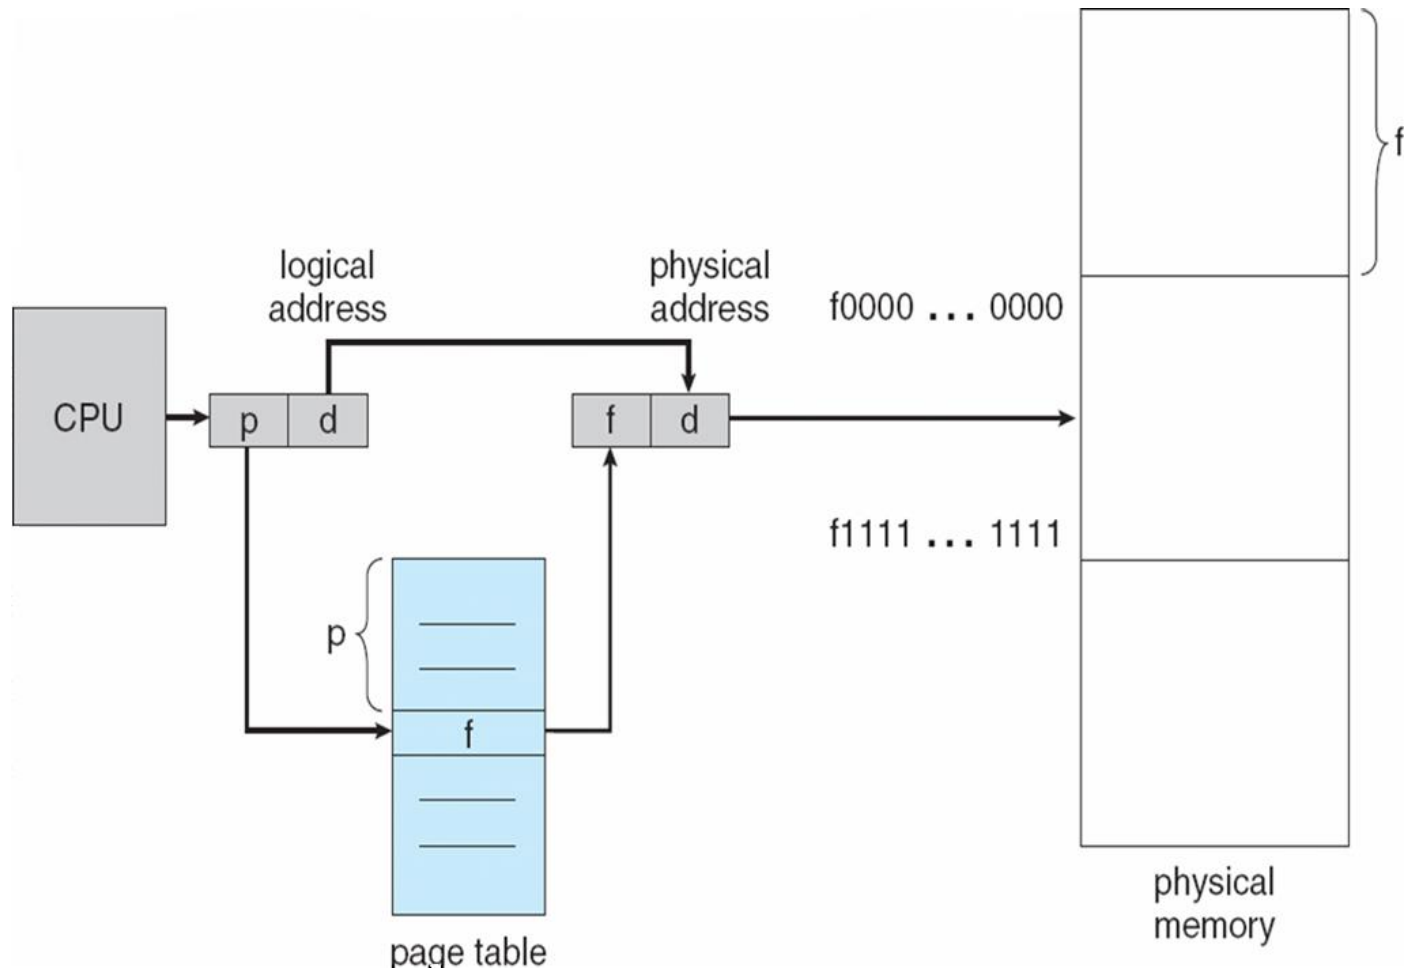 f
logical
address
physical
address
f0000 ... 0000
CPU
p
d
f
d
f1111 ... 1111
p
f
page table
physical
memory